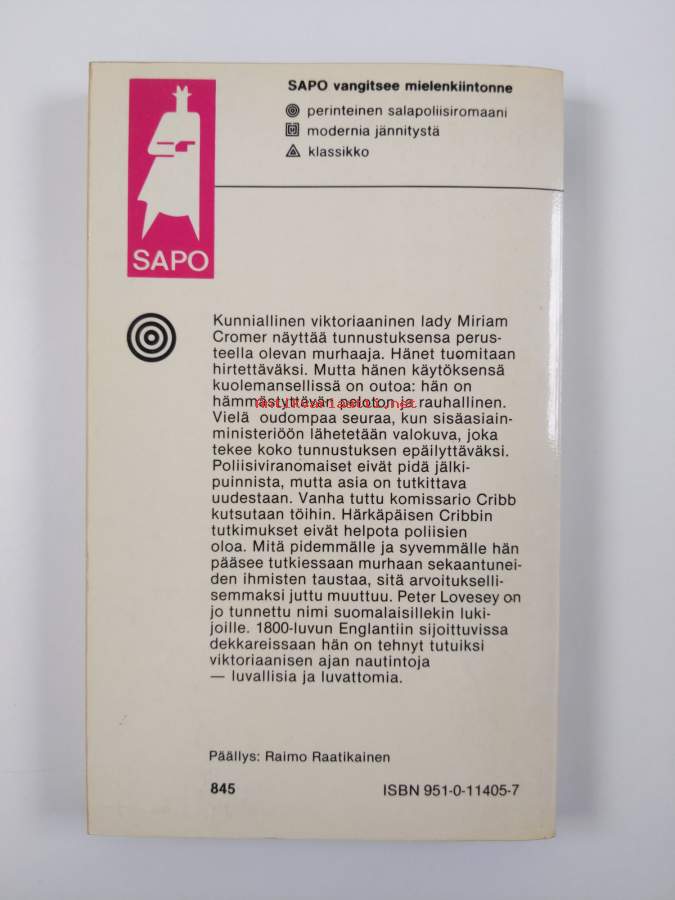 SAPO vangitsee mielenkiintonne
perinteinen salapoliisiromaani
modernia jännitystä
klassikko
SAPO
Kunniallinen viktoriaaninen lady Miriam
Cromer näyttää tunnustuksensa perus-
teella olevan murhaaja. Hänet tuomitaan
hirtettäväksi. Mutta hänen käytöksensä
kuolemansellissä on outoa: hän on
hämmästyttävän peloton ja rauhallinen.
antikvariaatti.net
Vielä oudompaa seuraa, kun sisäasiain-
ministeriöön lähetetään valokuva, joka
tekee koko tunnustuksen epäilyttäväksi.
Poliisiviranomaiset eivät pidä jälki-
puinnista, mutta asia on tutkittava
uudestaan. Vanha tuttu komissario Cribb
kutsutaan töihin. Härkäpäisen Cribbin
tutkimukset eivät helpota poliisien
oloa. Mitä pidemmälle ja syvemmälle hän
pääsee tutkiessaan murhaan sekaantunei-
den ihmisten taustaa, sitä arvoitukselli-
semmaksi juttu muuttuu. Peter Lovesey on
jo tunnettu nimi suomalaisillekin luki-
joille. 1800-luvun Englantiin sijoittuvissa
dekkareissaan hän on tehnyt tutuiksi
viktoriaanisen ajan nautintoja
— luvallisia ja luvattomia.
Päällys: Raimo Raatikainen
845 ISBN 951-0-11405-7